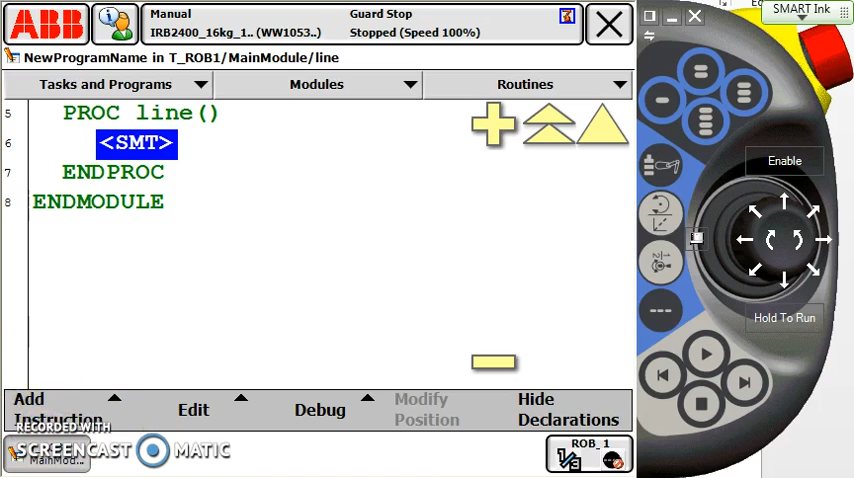 SMART Ink
ABB
Manual
Guard Stop
IRB2400_16kg_1.. (WW1053..)
Stopped (Speed 100%)
NewProgramName in T_ROB1/MainModule/line
Tasks and Programs
Modules
Routines
5 PROC line()
6 <SMT>
7 ENDPROC
8 ENDMODULE
Enable
Hold To Run
Add
Instruction
Edit
Debug
Modify
Position
Hide
Declarations
RECORDED WITH
SCREENCAST MATIC
MainMod...
ROB_1
1/3